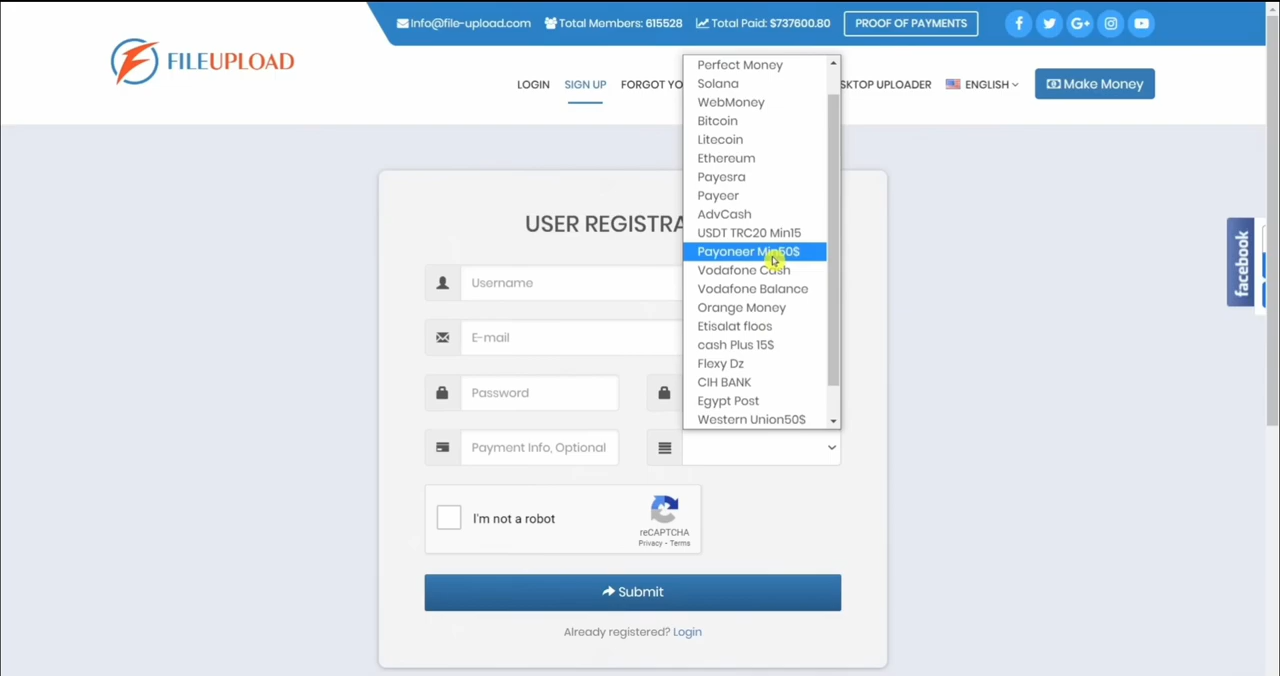 Info@file-upload.com Total Members: 615528 Total Paid: $737600.80 PROOF OF PAYMENTS
FILEUPLOAD
LOGIN SIGN UP FORGOT YO SKTOP UPLOADER ENGLISH Make Money
Perfect Money
Solana
WebMoney
Bitcoin
Litecoin
Ethereum
Payesra
Payeer
AdvCash
USDT TRC20 Min15
Payoneer Min50$
Vodafone Cash
Vodafone Balance
Orange Money
Etisalat floos
cash Plus 15$
Flexy Dz
CIH BANK
Egypt Post
Western Union50$
USER REGISTRA
Username
E-mail
Password
Payment Info, Optional
I'm not a robot
reCAPTCHA
Privacy - Terms
Submit
Already registered? Login
facebook